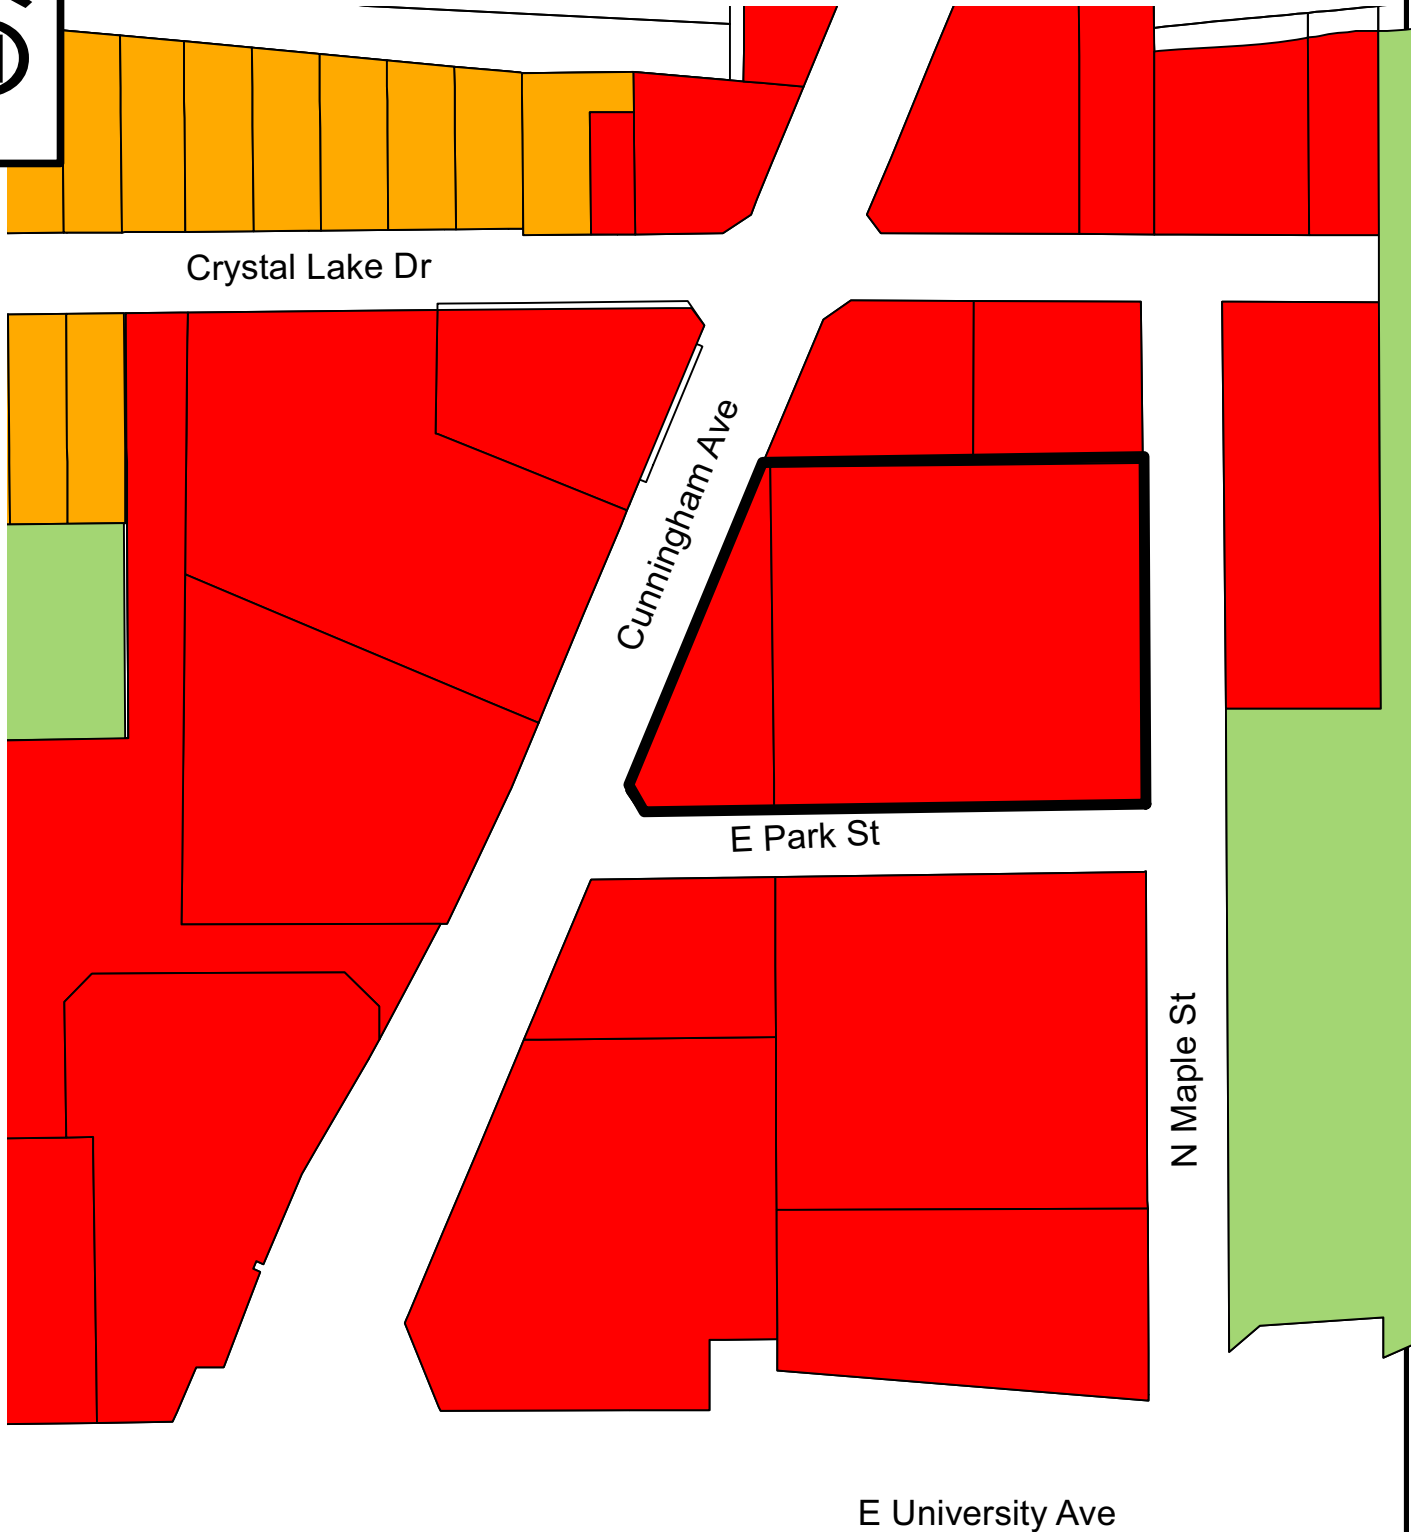 Crystal Lake Dr
Cunningham Ave
E Park St
N Maple St
E University Ave